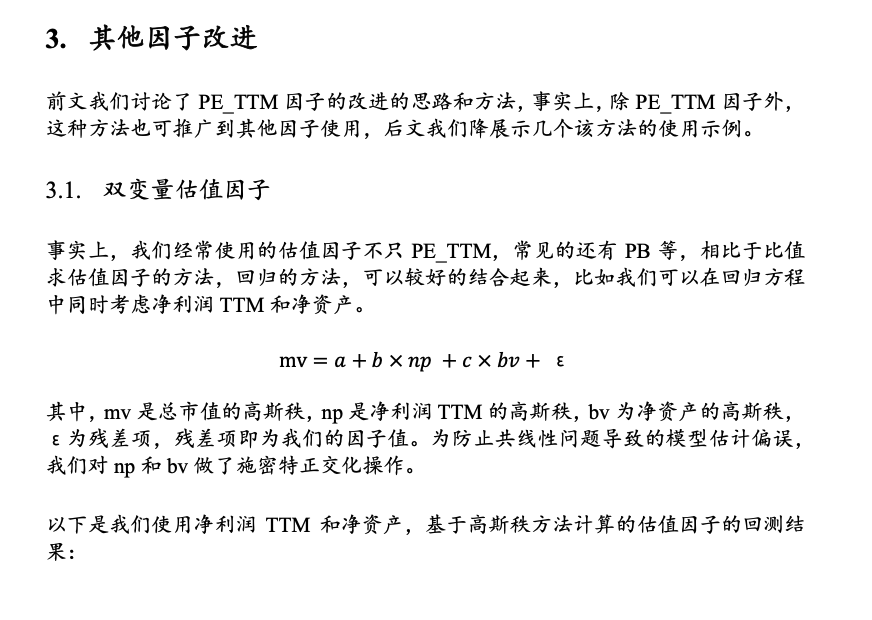 3. 其他因子改进
前文我们讨论了 PE_TTM 因子的改进的思路和方法，事实上，除 PE_TTM 因子外，
这种方法也可推广到其他因子使用，后文我们降展示几个该方法的使用示例。
3.1. 双变量估值因子
事实上，我们经常使用的估值因子不只 PE_TTM，常见的还有 PB 等，相比于比值
求估值因子的方法，回归的方法，可以较好的结合起来，比如我们可以在回归方程
中同时考虑净利润 TTM 和净资产。
mv = a + b × np + c × bv + ε
其中，mv 是总市值的高斯秩，np 是净利润 TTM 的高斯秩，bv 为净资产的高斯秩，
ε 为残差项，残差项即为我们的因子值。为防止共线性问题导致的模型估计偏误，
我们对 np 和 bv 做了施密特正交化操作。
以下是我们使用净利润 TTM 和净资产，基于高斯秩方法计算的估值因子的回测结
果：